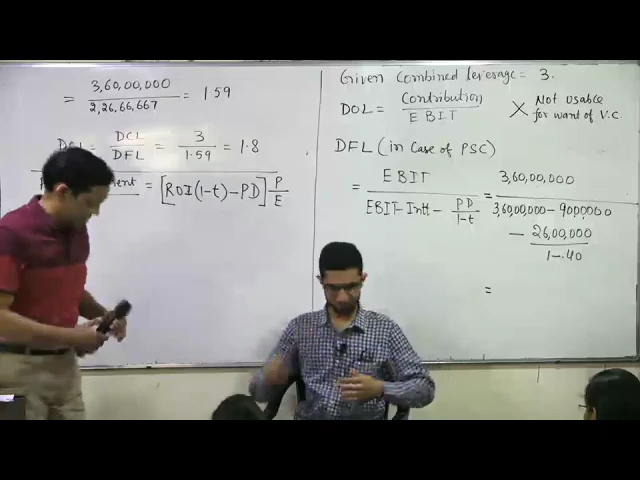 Given Combined leverage = 3.
DOL = Contribution / EBIT
X Not usable
for want of V.C.
DFL (in Case of PSC)
= EBIT / EBIT - Intt - PD / 1-t = 3,60,00,000 / 3,60,00,000 - 90,00,000
- 26,00,000 / 1-.40
=
= 3,60,00,000 / 2,26,66,667 = 1.59
= DCL / DFL = 3 / 1.59 = 1.8
= [ROI(1-t)-PD] P / E